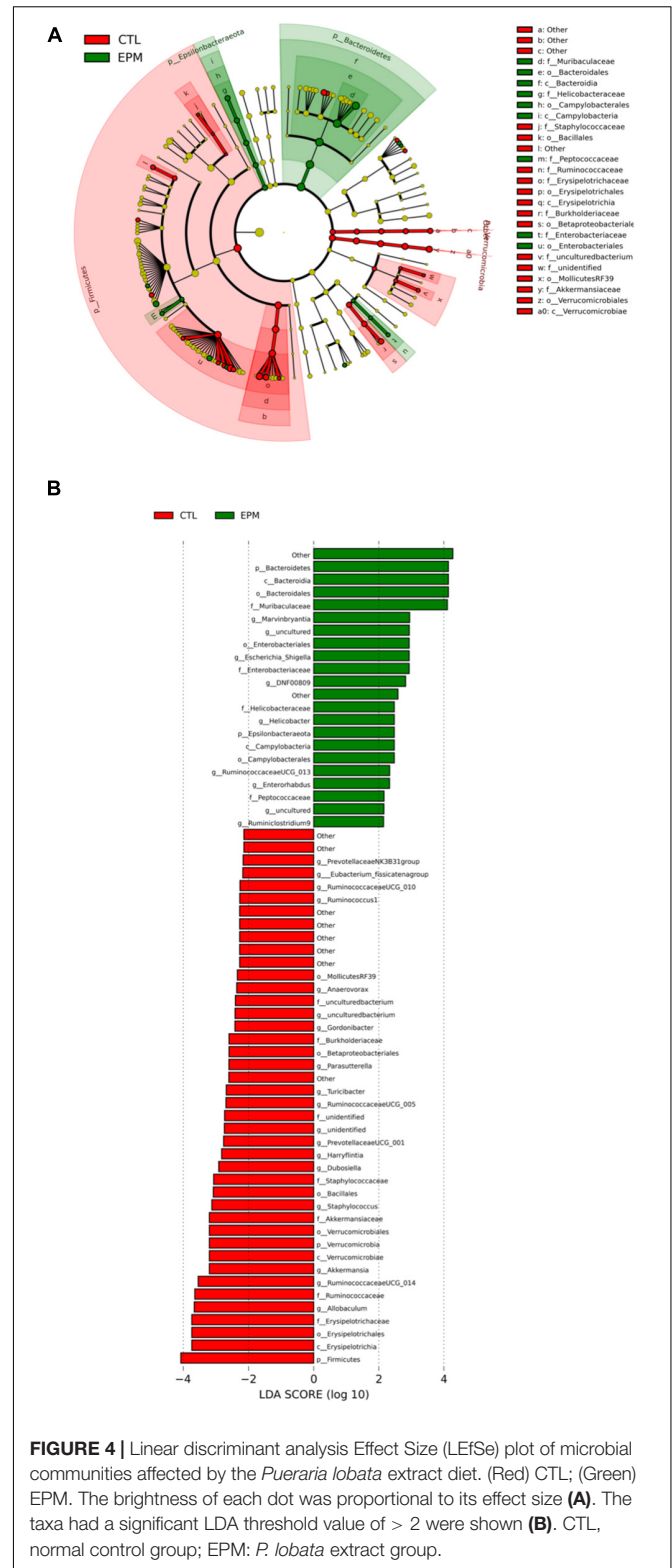 A
CTL
EPM
p__Epsilonbacteraeota
p__Bacteroidetes
p__Firmicutes
p__Verrucomicrobia
i
h
g
f
e
d
k
j
l
m
n
o
p
b
c
b
a
y
z
a0
w
v
x
t
u
r
s
a: Other
b: Other
c: Other
d: f__Muribaculaceae
e: o__Bacteroidales
f: c__Bacteroidia
g: f__Helicobacteraceae
h: o__Campylobacterales
i: c__Campylobacteria
j: f__Staphylococcaceae
k: o__Bacillales
l: Other
m: f__Peptococcaceae
n: f__Ruminococcaceae
o: f__Erysipelotrichaceae
p: o__Erysipelotrichales
q: c__Erysipelotrichia
r: f__Burkholderiaceae
s: o__Betaproteobacteriale
t: f__Enterobacteriaceae
u: o__Enterobacteriales
v: f__unculturedbacterium
w: f__unidentified
x: o__MollicutesRF39
y: f__Akkermansiaceae
z: o__Verrucomicrobiales
a0: c__Verrucomicrobiae
B
CTL
EPM
Other
p__Bacteroidetes
c__Bacteroidia
o__Bacteroidales
f__Muribaculaceae
g__Marvinbryantia
g__uncultured
o__Enterobacteriales
g__Escherichia_Shigella
f__Enterobacteriaceae
g__DNF00809
Other
f__Helicobacteraceae
g__Helicobacter
p__Epsilonbacteraeota
c__Campylobacteria
o__Campylobacterales
g__RuminococcaceaeUCG_013
g__Enterorhabdus
f__Peptococcaceae
g__uncultured
g__Ruminiclostridium9
Other
Other
g__PrevotellaceaeNK3B31group
g___Eubacterium_fissicatenagroup
g__RuminococcaceaeUCG_010
g__Ruminococcus1
Other
Other
Other
Other
Other
o__MollicutesRF39
g__Anaerovorax
f__unculturedbacterium
g__unculturedbacterium
g__Gordonibacter
f__Burkholderiaceae
o__Betaproteobacteriales
g__Parasutterella
Other
g__Turicibacter
g__RuminococcaceaeUCG_005
f__unidentified
g__unidentified
g__PrevotellaceaeUCG_001
g__Harryflintia
g__Dubosiella
f__Staphylococcaceae
o__Bacillales
g__Staphylococcus
f__Akkermansiaceae
o__Verrucomicrobiales
p__Verrucomicrobia
c__Verrucomicrobiae
g__Akkermansia
g__RuminococcaceaeUCG_014
f__Ruminococcaceae
g__Allobaculum
f__Erysipelotrichaceae
o__Erysipelotrichales
c__Erysipelotrichia
p__Firmicutes
−4 −2 0 2 4
LDA SCORE (log 10)
FIGURE 4 | Linear discriminant analysis Effect Size (LEfSe) plot of microbial
communities affected by the Pueraria lobata extract diet. (Red) CTL; (Green)
EPM. The brightness of each dot was proportional to its effect size (A). The
taxa had a significant LDA threshold value of > 2 were shown (B). CTL,
normal control group; EPM: P. lobata extract group.